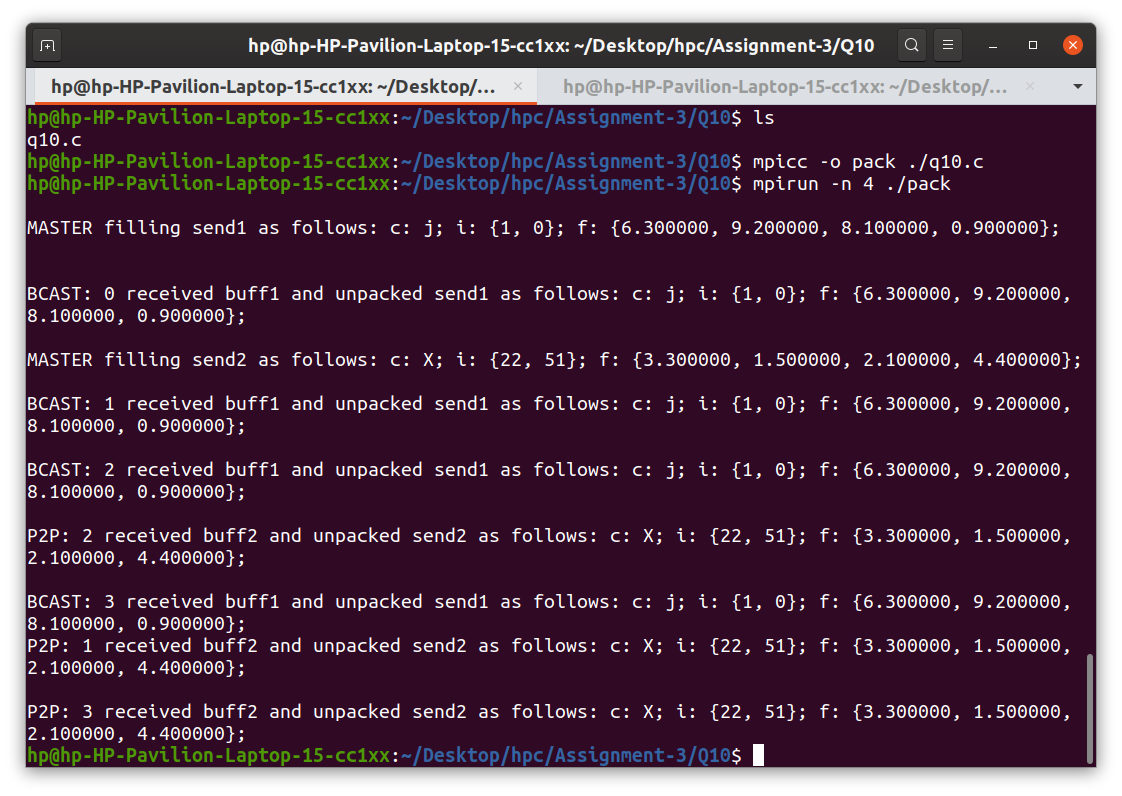 hp@hp-HP-Pavilion-Laptop-15-cc1xx: ~/Desktop/hpc/Assignment-3/Q10
hp@hp-HP-Pavilion-Laptop-15-cc1xx: ~/Desktop/... × hp@hp-HP-Pavilion-Laptop-15-cc1xx: ~/Desktop/... ×
hp@hp-HP-Pavilion-Laptop-15-cc1xx:~/Desktop/hpc/Assignment-3/Q10$ ls
q10.c
hp@hp-HP-Pavilion-Laptop-15-cc1xx:~/Desktop/hpc/Assignment-3/Q10$ mpicc -o pack ./q10.c
hp@hp-HP-Pavilion-Laptop-15-cc1xx:~/Desktop/hpc/Assignment-3/Q10$ mpirun -n 4 ./pack
MASTER filling send1 as follows: c: j; i: {1, 0}; f: {6.300000, 9.200000, 8.100000, 0.900000};
BCAST: 0 received buff1 and unpacked send1 as follows: c: j; i: {1, 0}; f: {6.300000, 9.200000,
8.100000, 0.900000};
MASTER filling send2 as follows: c: X; i: {22, 51}; f: {3.300000, 1.500000, 2.100000, 4.400000};
BCAST: 1 received buff1 and unpacked send1 as follows: c: j; i: {1, 0}; f: {6.300000, 9.200000,
8.100000, 0.900000};
BCAST: 2 received buff1 and unpacked send1 as follows: c: j; i: {1, 0}; f: {6.300000, 9.200000,
8.100000, 0.900000};
P2P: 2 received buff2 and unpacked send2 as follows: c: X; i: {22, 51}; f: {3.300000, 1.500000,
2.100000, 4.400000};
BCAST: 3 received buff1 and unpacked send1 as follows: c: j; i: {1, 0}; f: {6.300000, 9.200000,
8.100000, 0.900000};
P2P: 1 received buff2 and unpacked send2 as follows: c: X; i: {22, 51}; f: {3.300000, 1.500000,
2.100000, 4.400000};
P2P: 3 received buff2 and unpacked send2 as follows: c: X; i: {22, 51}; f: {3.300000, 1.500000,
2.100000, 4.400000};
hp@hp-HP-Pavilion-Laptop-15-cc1xx:~/Desktop/hpc/Assignment-3/Q10$